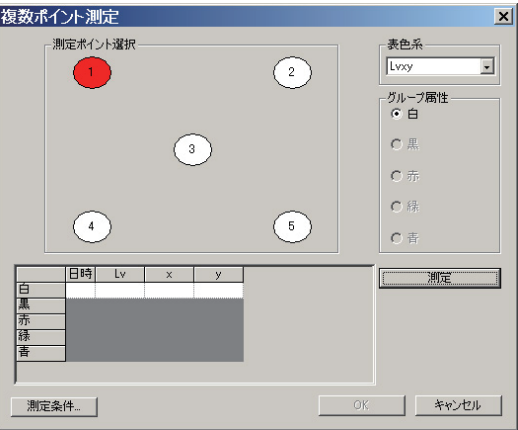 複数ポイント測定
測定ポイント選択
1
2
3
4
5
表色系
Lvxy
グループ属性
白
黒
赤
緑
青
日時 Lv x y
白
黒
赤
緑
青
測定
測定条件...
OK
キャンセル